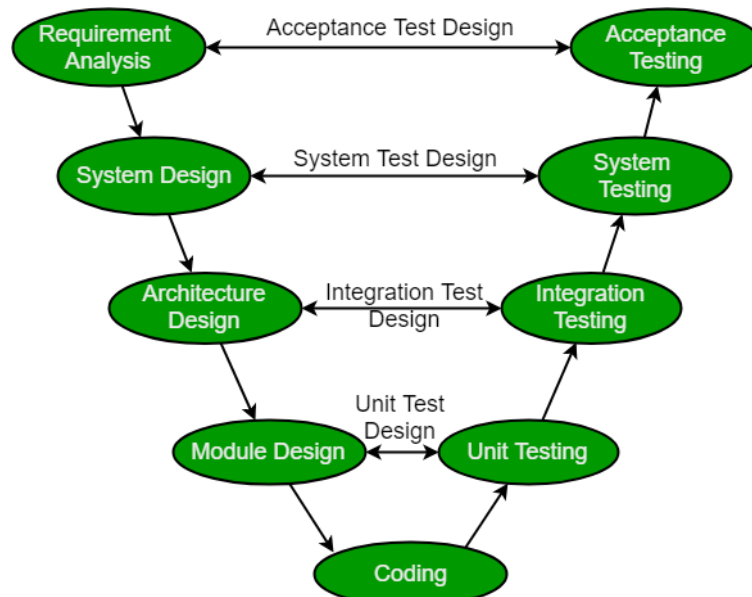 Requirement
Analysis
Acceptance Test Design
Acceptance
Testing
System Design
System Test Design
System
Testing
Architecture
Design
Integration Test
Design
Integration
Testing
Module Design
Unit Test
Design
Unit Testing
Coding